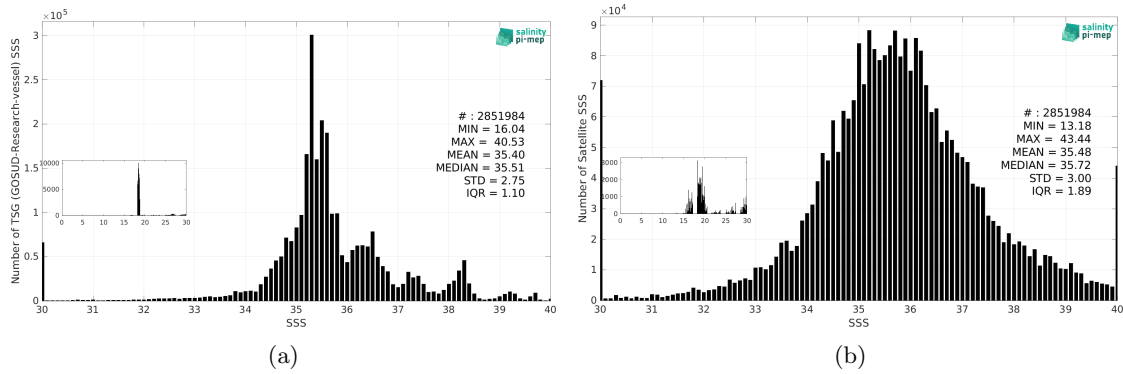 ×10⁵
salinity
pi-mep
3
2.5
2
1.5
1
0.5
0
Number of TSG (GOSUD-Research-vessel) SSS
# : 2851984
MIN = 16.04
MAX = 40.53
MEAN = 35.40
MEDIAN = 35.51
STD = 2.75
IQR = 1.10
10000
5000
0
0 5 10 15 20 25 30
30 31 32 33 34 35 36 37 38 39 40
SSS
(a)
×10⁴
salinity
pi-mep
9
8
7
6
5
4
3
2
1
0
Number of Satellite SSS
# : 2851984
MIN = 13.18
MAX = 43.44
MEAN = 35.48
MEDIAN = 35.72
STD = 3.00
IQR = 1.89
3000
2000
1000
0
0 5 10 15 20 25 30
30 31 32 33 34 35 36 37 38 39 40
SSS
(b)